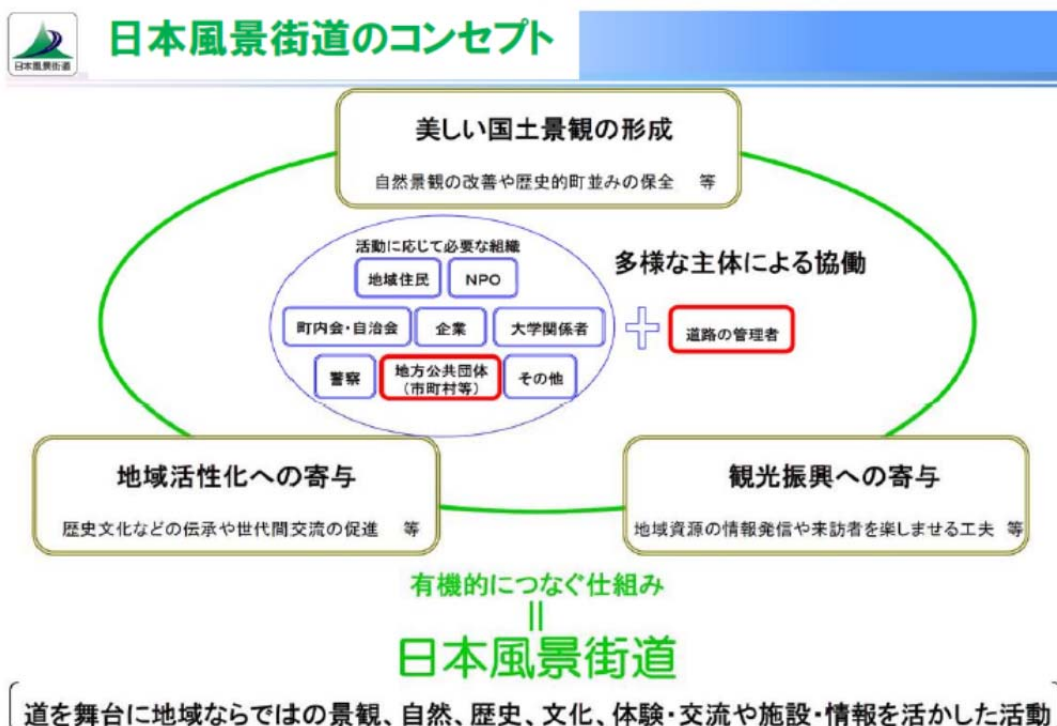 日本風景街道
日本風景街道のコンセプト
美しい国土景観の形成
自然景観の改善や歴史的町並みの保全　等
活動に応じて必要な組織
地域住民
NPO
多様な主体による協働
町内会・自治会
企業
大学関係者
道路の管理者
警察
地方公共団体
(市町村等)
その他
地域活性化への寄与
歴史文化などの伝承や世代間交流の促進　等
観光振興への寄与
地域資源の情報発信や来訪者を楽しませる工夫 等
有機的につなぐ仕組み
||
日本風景街道
道を舞台に地域ならではの景観、自然、歴史、文化、体験・交流や施設・情報を活かした活動